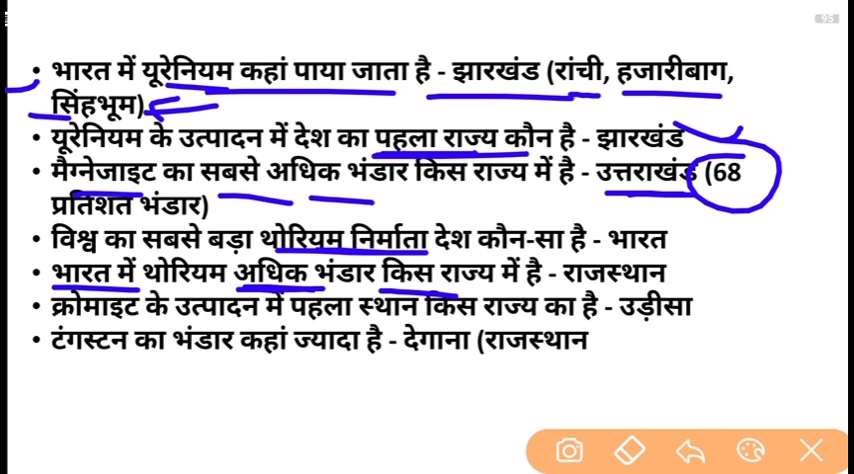 95
• भारत में यूरेनियम कहां पाया जाता है - झारखंड (रांची, हजारीबाग,
सिंहभूम)
• यूरेनियम के उत्पादन में देश का पहला राज्य कौन है - झारखंड
• मैग्नेजाइट का सबसे अधिक भंडार किस राज्य में है - उत्तराखंड (68
प्रतिशत भंडार)
• विश्व का सबसे बड़ा थोरियम निर्माता देश कौन-सा है - भारत
• भारत में थोरियम अधिक भंडार किस राज्य में है - राजस्थान
• क्रोमाइट के उत्पादन में पहला स्थान किस राज्य का है - उड़ीसा
• टंगस्टन का भंडार कहां ज्यादा है - देगाना (राजस्थान